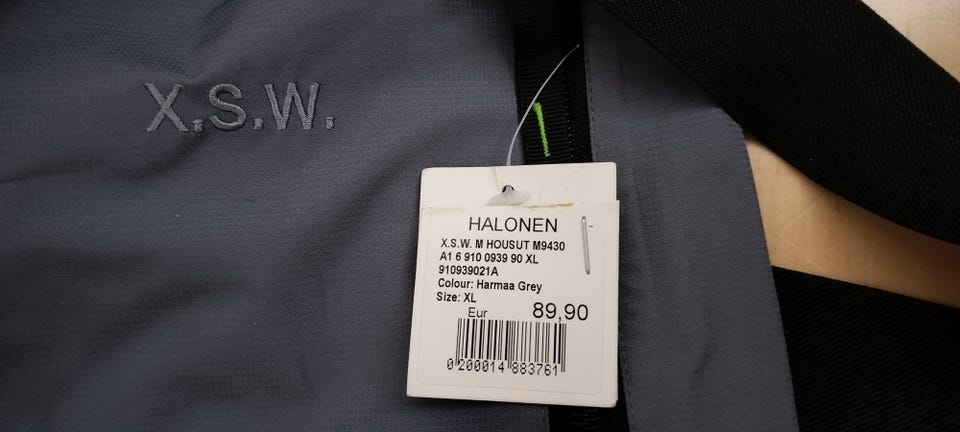 X.S.W.
HALONEN
X.S.W. M HOUSUT M9430
A1 6 910 0939 90 XL
910939021A
Colour: Harmaa Grey
Size: XL
Eur 89,90
0 200014 883761